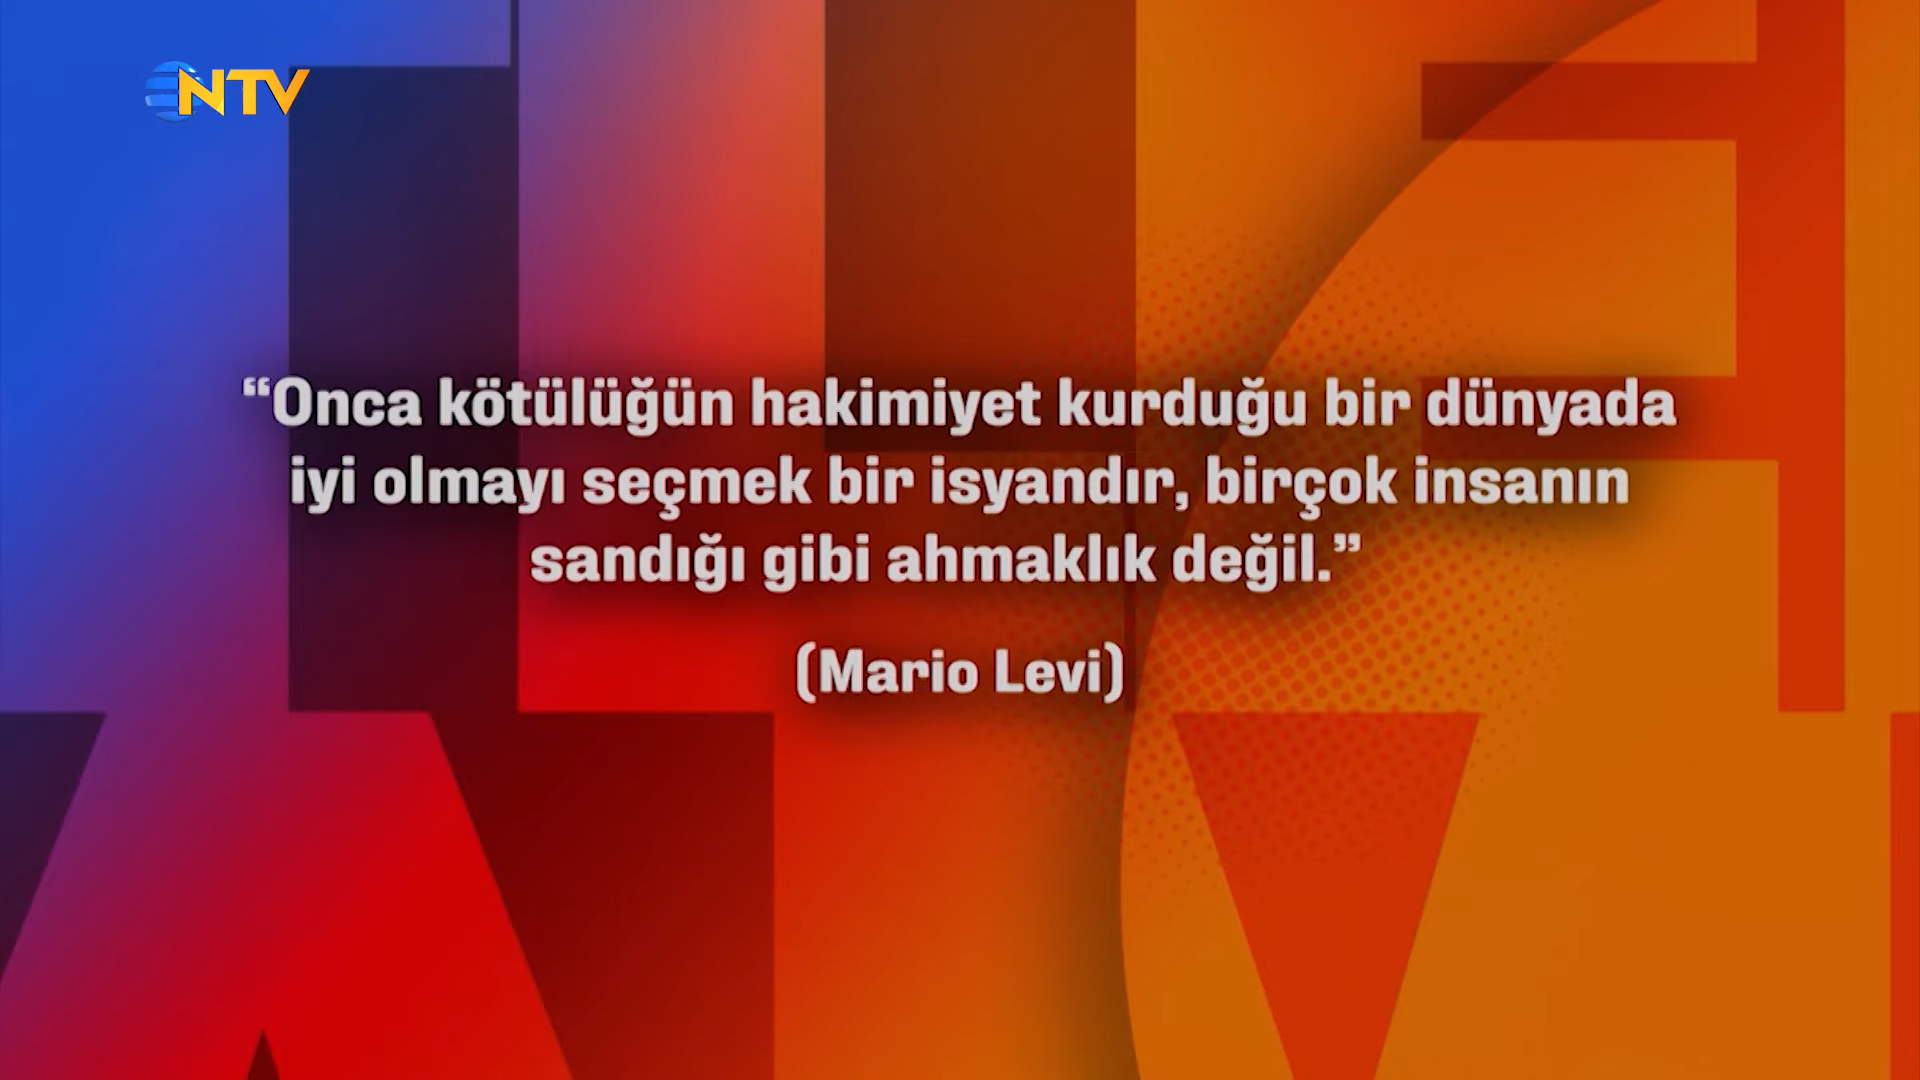 NTV
“Onca kötülüğün hakimiyet kurduğu bir dünyada
iyi olmayı seçmek bir isyandır, birçok insanın
sandığı gibi ahmaklık değil.”
(Mario Levi)